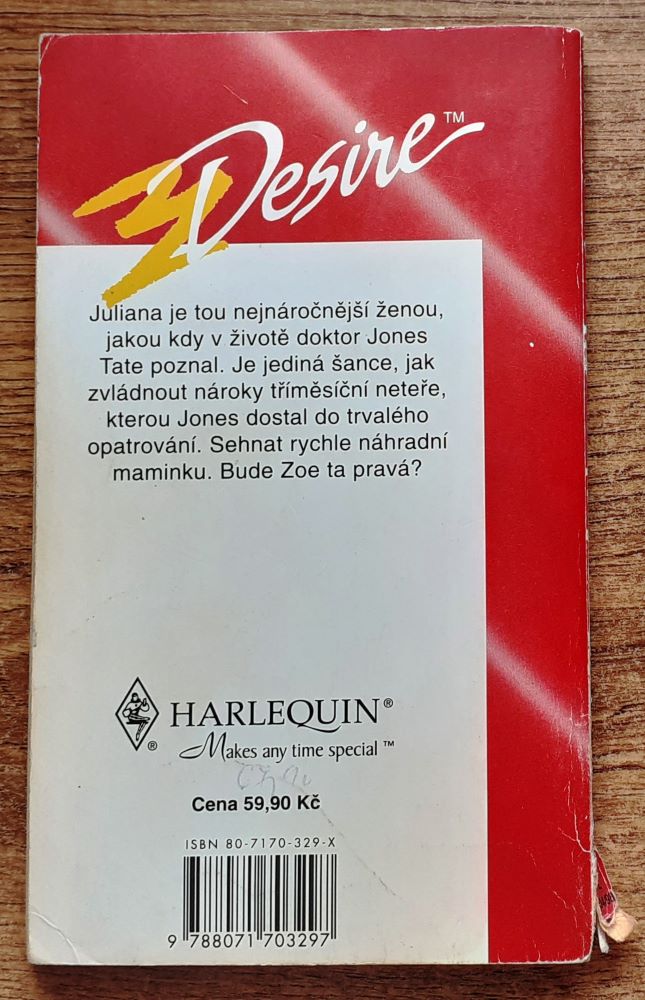 Desire™
Juliana je tou nejnáročnější ženou,
jakou kdy v životě doktor Jones
Tate poznal. Je jediná šance, jak
zvládnout nároky tříměsíční neteře,
kterou Jones dostal do trvalého
opatrování. Sehnat rychle náhradní
maminku. Bude Zoe ta pravá?
HARLEQUIN®
®
Makes any time special™
Cena 59,90 Kč
ISBN 80-7170-329-X
9 788071 703297